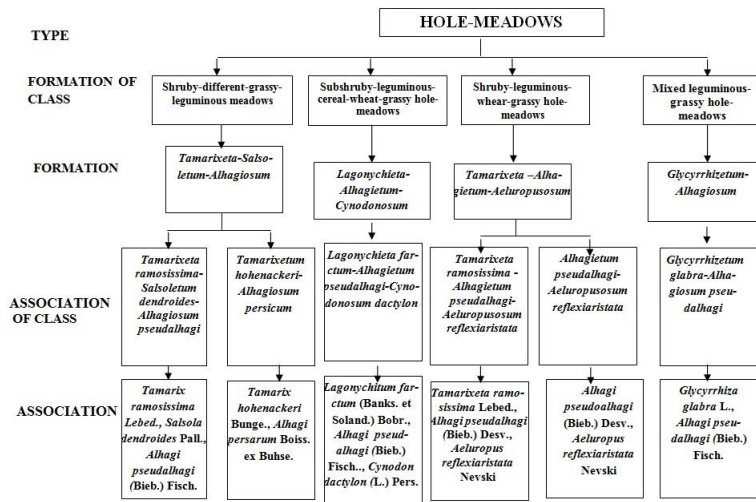 HOLE-MEADOWS
TYPE
FORMATION OF
CLASS
Shruby-different-grassy-
leguminous meadows
Subshruby-leguminous-
cereal-wheat-grassy hole-
meadows
Shruby-leguminous-
whear-grassy hole-
meadows
Mixed leguminous-
grassy hole-
meadows
FORMATION
Tamarixeta-Salso-
letum-Alhagiosum
Lagonychieta-
Alhagietum-
Cynodonosum
Tamarixeta –Alha-
gietum-Aeluropusosum
Glycyrrhizetum-
Alhagiosum
ASSOCIATION
OF CLASS
Tamarixeta
ramosissima-
Salsoletum
dendroides-
Alhagiosum
pseudalhagi
Tamarixetum
hohenackeri-
Alhagiosum
persicum
Lagonychieta far-
ctum-Alhagietum
pseudalhagi-Cyno-
donosum dactylon
Tamarixeta
ramosissima -
Alhagietum
pseudalhagi-
Aeluropusosum
reflexiaristata
Alhagietum
pseudalhagi-
Aeluropusosum
reflexiaristata
Glycyrrhizetum
glabra-Alha-
giosum pseu-
dalhagi
ASSOCIATION
Tamarix
ramosissima
Lebed., Salsola
dendroides Pall.,
Alhagi
pseudalhagi
(Bieb.) Fisch.
Tamarix
hohenackeri
Bunge., Alhagi
persarum Boiss.
ex Buhse.
Lagonychitum far-
ctum (Banks. et
Soland.) Bobr.,
Alhagi pseud-
alhagi (Bieb.)
Fisch.., Cynodon
dactylon (L.) Pers.
Tamarixeta ramo-
sissima Lebed.,
Alhagi pseudalhagi
(Bieb.) Desv.,
Aeluropus
reflexiaristata
Nevski
Alhagi
pseudoalhagi
(Bieb.) Desv.,
Aeluropus
reflexiaristata
Nevski
Glycyrhiza
glabra L.,
Alhagi pseu-
dalhagi (Bieb.)
Fisch.